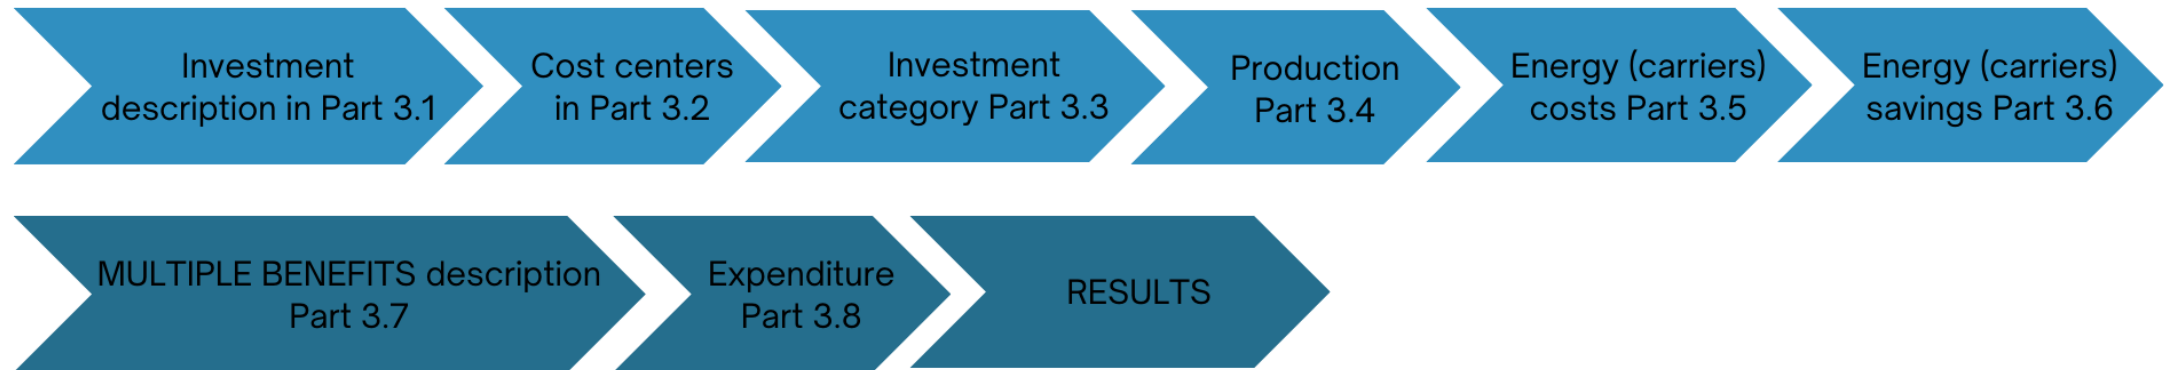 Investment
description in Part 3.1
Cost centers
in Part 3.2
Investment
category Part 3.3
Production
Part 3.4
Energy (carriers)
costs Part 3.5
Energy (carriers)
savings Part 3.6
MULTIPLE BENEFITS description
Part 3.7
Expenditure
Part 3.8
RESULTS